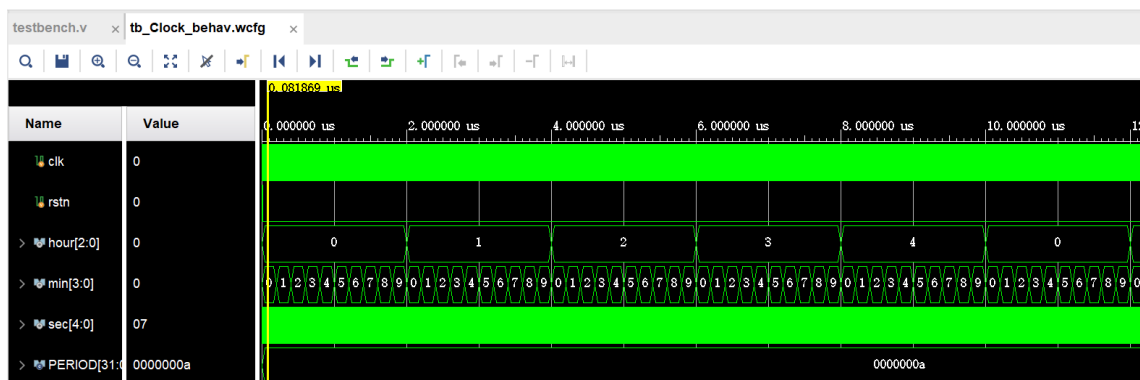 testbench.v × tb_Clock_behav.wcfg ×
0.081869 us
Name Value
0.000000 us 2.000000 us 4.000000 us 6.000000 us 8.000000 us 10.000000 us
clk 0
rstn 0
hour[2:0] 0 0 1 2 3 4 0
min[3:0] 0 0 1 2 3 4 5 6 7 8 9 0 1 2 3 4 5 6 7 8 9 0 1 2 3 4 5 6 7 8 9 0 1 2 3 4 5 6 7 8 9 0 1 2 3 4 5 6 7 8 9 0 1 2 3 4 5 6 7 8 9 0
sec[4:0] 07
PERIOD[31:0 0000000a 0000000a